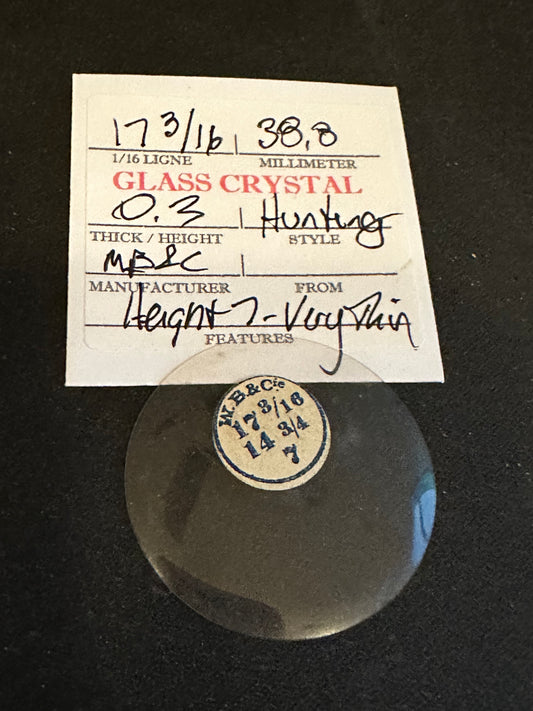 17 3/16 38.8
1/16 LIGNE MILLIMETER
GLASS CRYSTAL
0.3 Hunting
THICK / HEIGHT STYLE
MB&C
MANUFACTURER FROM
Height 7 - Very Thin
FEATURES
W.B.&Cie
17 3/16
14 3/4
7